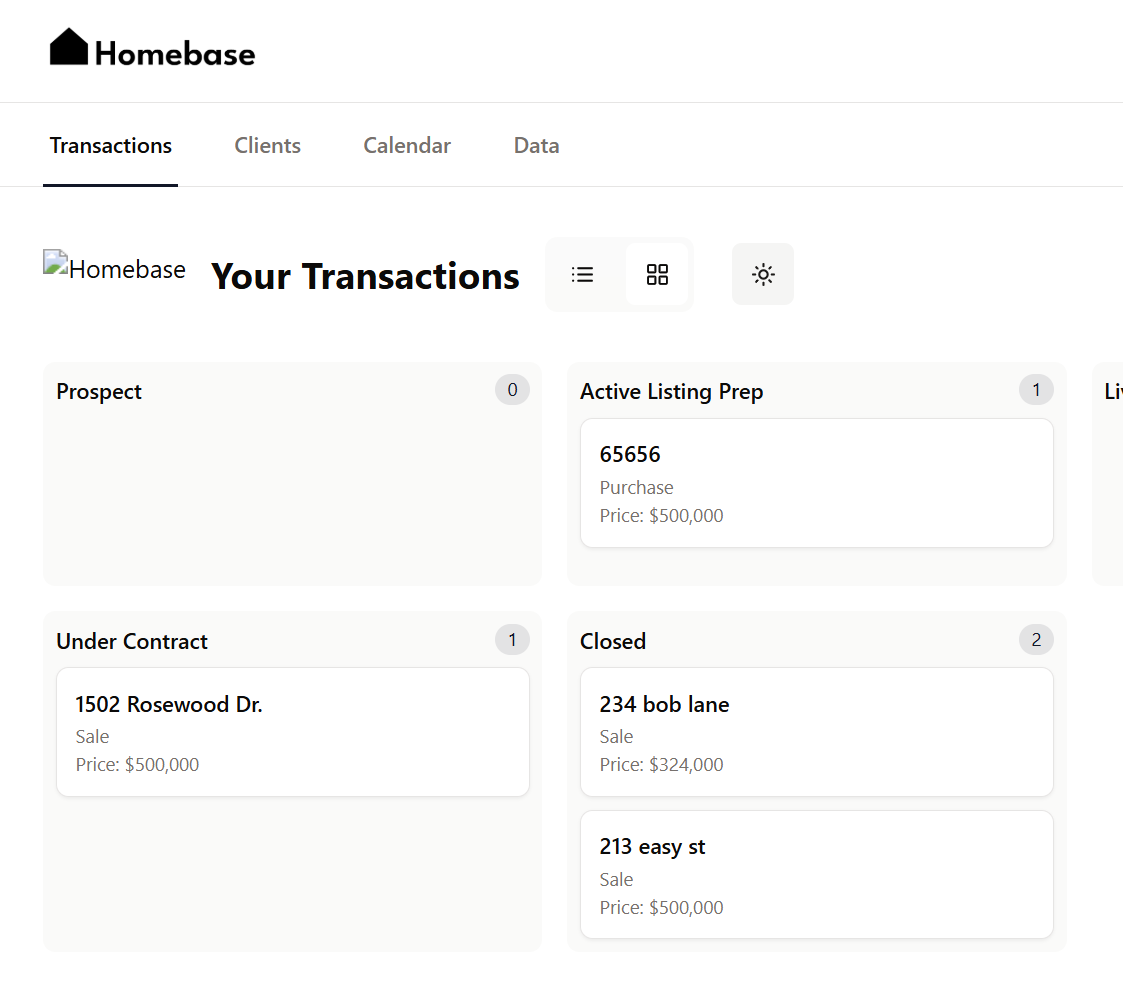 Homebase
Transactions Clients Calendar Data
Homebase Your Transactions
Prospect 0
Active Listing Prep 1
65656
Purchase
Price: $500,000
Under Contract 1
1502 Rosewood Dr.
Sale
Price: $500,000
Closed 2
234 bob lane
Sale
Price: $324,000
213 easy st
Sale
Price: $500,000